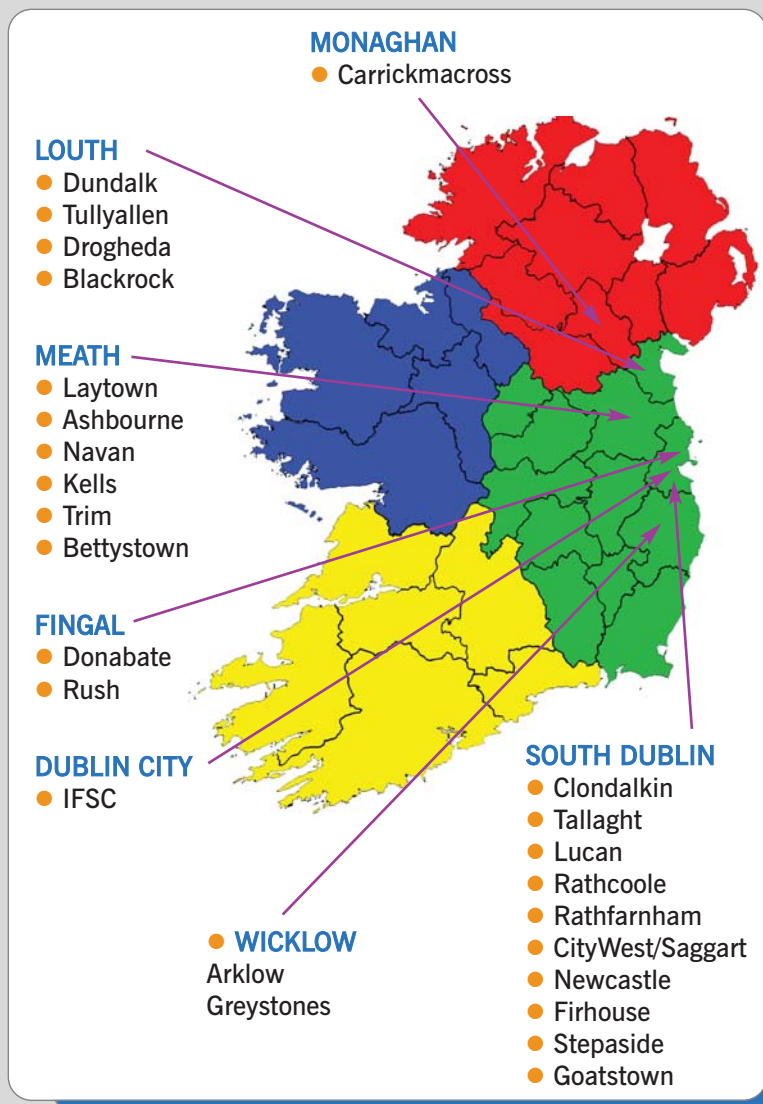 MONAGHAN
Carrickmacross
LOUTH
Dundalk
Tullyallen
Drogheda
Blackrock
MEATH
Laytown
Ashbourne
Navan
Kells
Trim
Bettystown
FINGAL
Donabate
Rush
DUBLIN CITY
IFSC
WICKLOW
Arklow
Greystones
SOUTH DUBLIN
Clondalkin
Tallaght
Lucan
Rathcoole
Rathfarnham
CityWest/Saggart
Newcastle
Firhouse
Stepaside
Goatstown